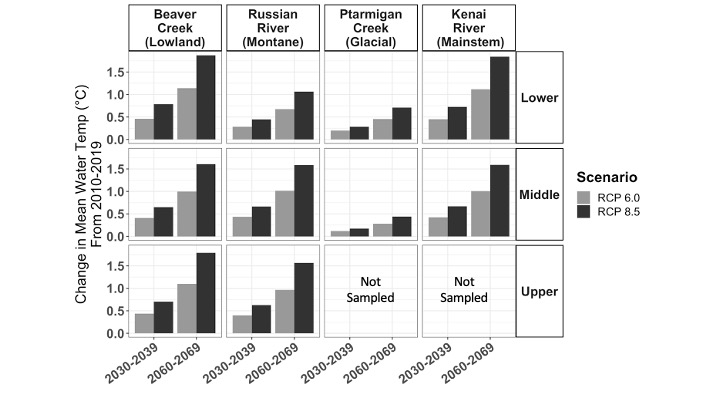 Beaver
Creek
(Lowland)
Russian
River
(Montane)
Ptarmigan
Creek
(Glacial)
Kenai
River
(Mainstem)
Change in Mean Water Temp (°C)
From 2010-2019
1.5
1.0
0.5
0.0
Lower
1.5
1.0
0.5
0.0
Middle
1.5
1.0
0.5
0.0
Not
Sampled
Not
Sampled
Upper
2030-2039
2060-2069
2030-2039
2060-2069
2030-2039
2060-2069
2030-2039
2060-2069
Scenario
RCP 6.0
RCP 8.5